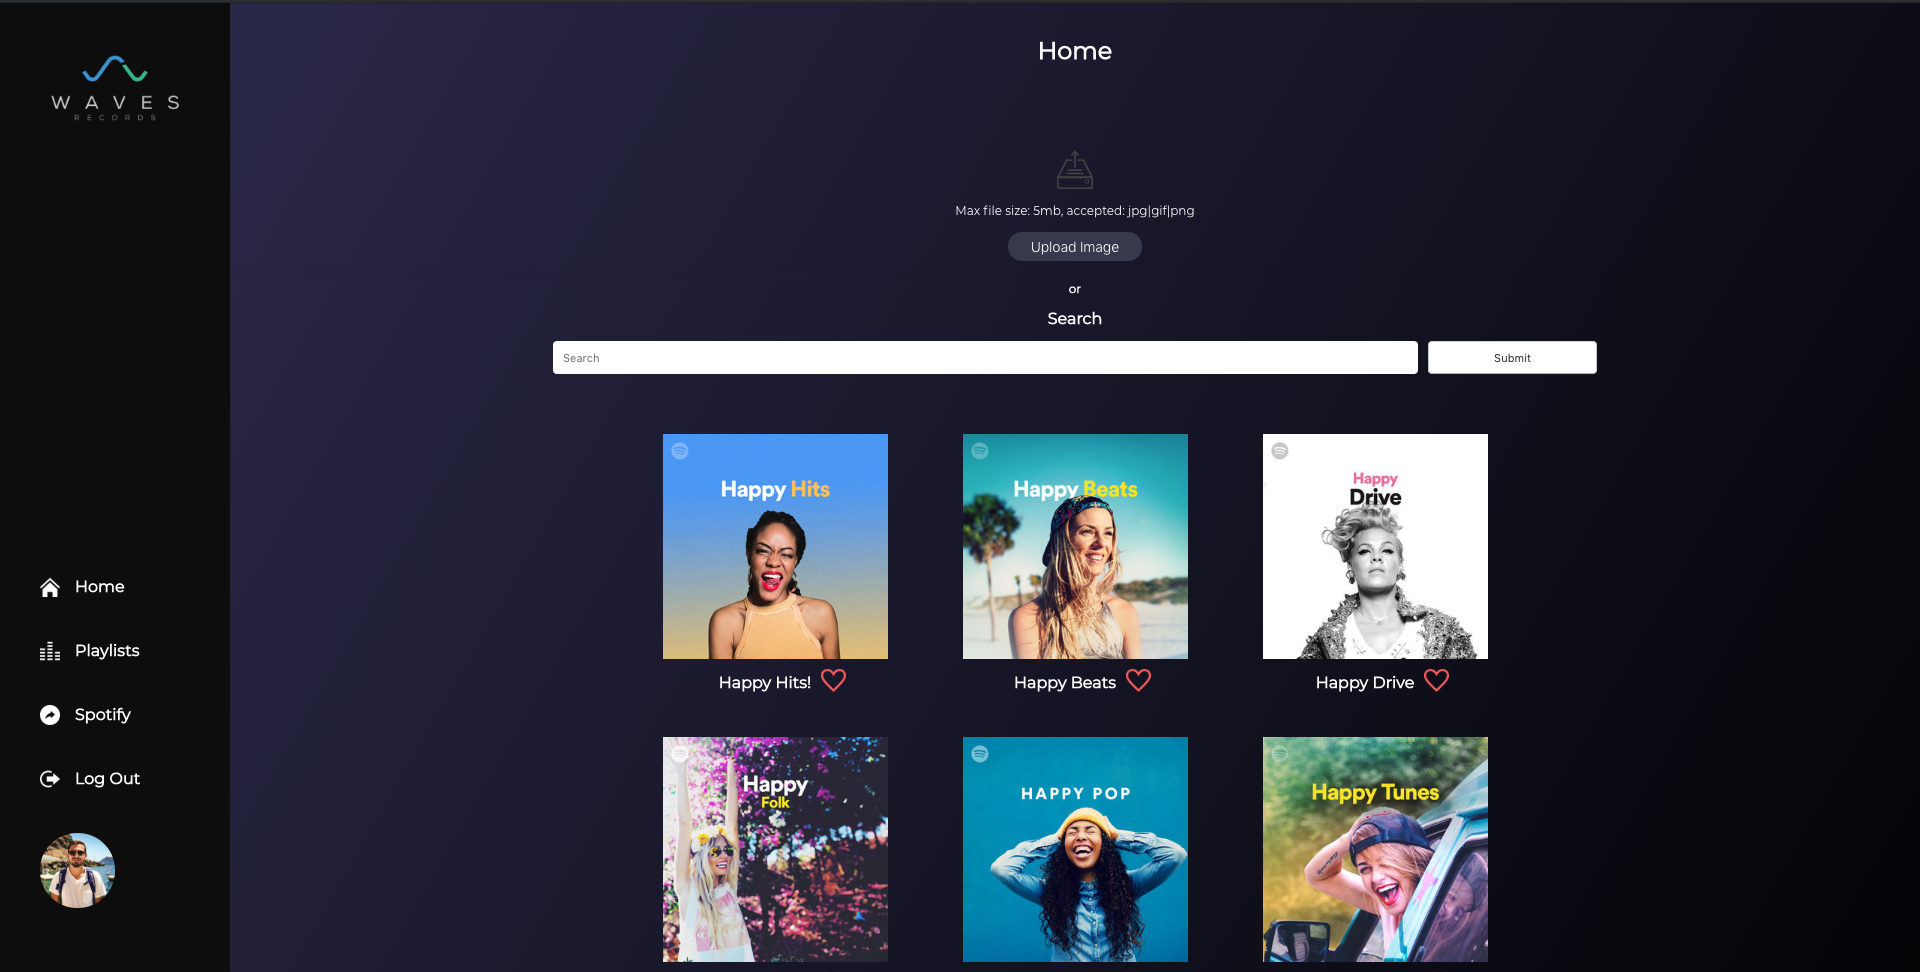 WAVES
RECORDS
Home
Playlists
Spotify
Log Out
Home
Max file size: 5mb, accepted: jpg|gif|png
Upload Image
or
Search
Search
Submit
Happy Hits
Happy Beats
Happy
Drive
Happy Hits!
Happy Beats
Happy Drive
Happy
Folk
HAPPY POP
Happy Tunes